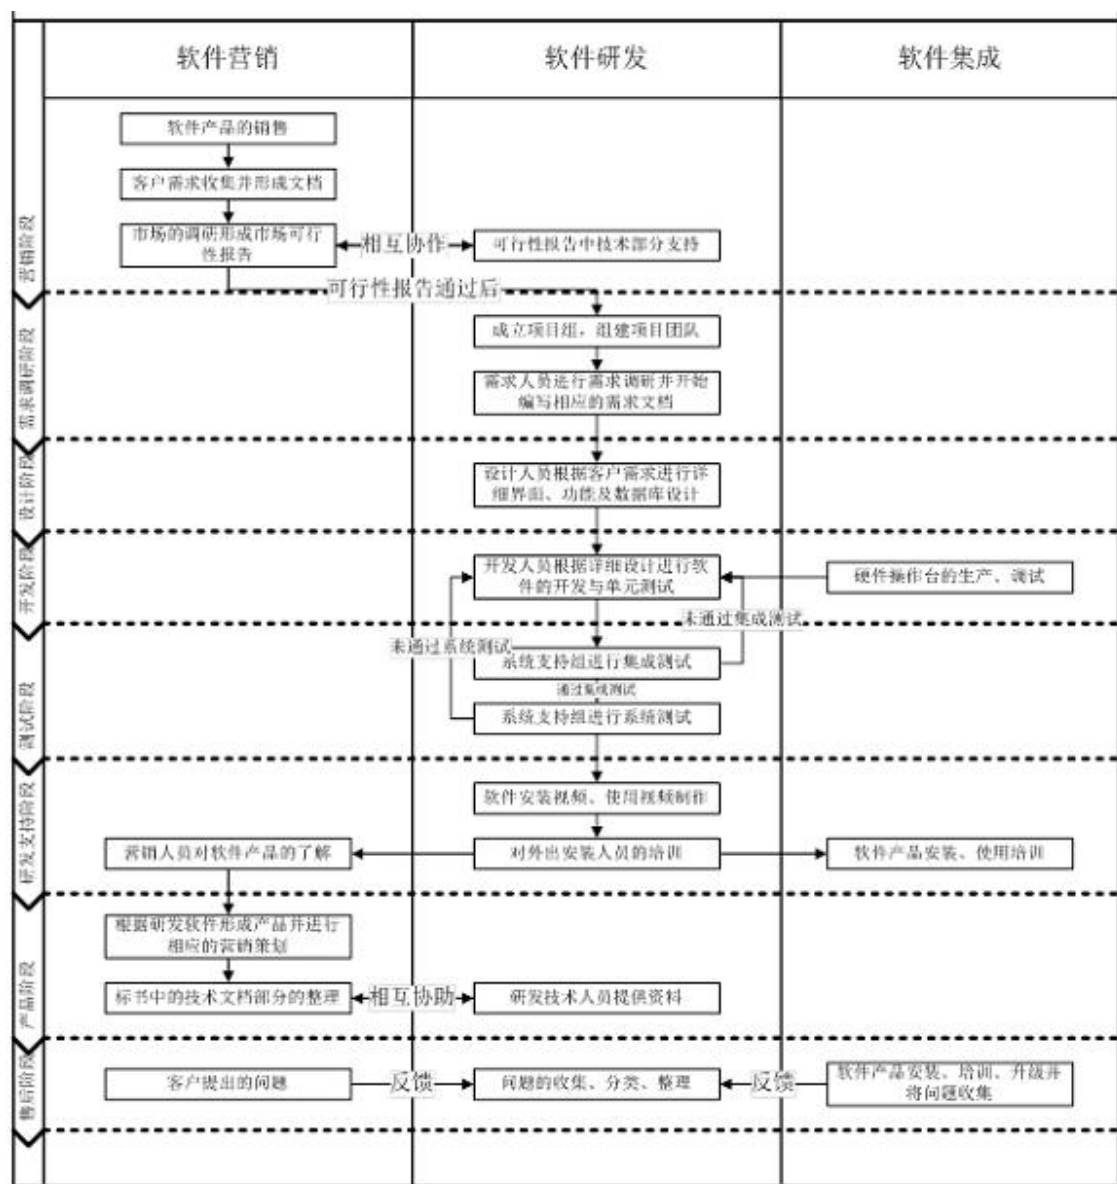 软件营销
软件研发
软件集成
营销阶段
软件产品的销售
客户需求收集并形成文档
市场的调研形成市场可行
性报告
相互协作
可行性报告中技术部分支持
可行性报告通过后
需求调研阶段
成立项目组，组建项目团队
需求人员进行需求调研并开始
编写相应的需求文档
设计阶段
设计人员根据客户需求进行详
细界面、功能及数据库设计
开发阶段
开发人员根据详细设计进行软
件的开发与单元测试
硬件操作台的生产、调试
未通过集成测试
未通过系统测试
测试阶段
系统支持组进行集成测试
通过集成测试
系统支持组进行系统测试
研发支持阶段
软件安装视频、使用视频制作
营销人员对软件产品的了解
对外出安装人员的培训
软件产品安装、使用培训
产品阶段
根据研发软件形成产品并进行
相应的营销策划
标书中的技术文档部分的整理
相互协助
研发技术人员提供资料
售后阶段
客户提出的问题
反馈
问题的收集、分类、整理
反馈
软件产品安装、培训、升级并
将问题收集